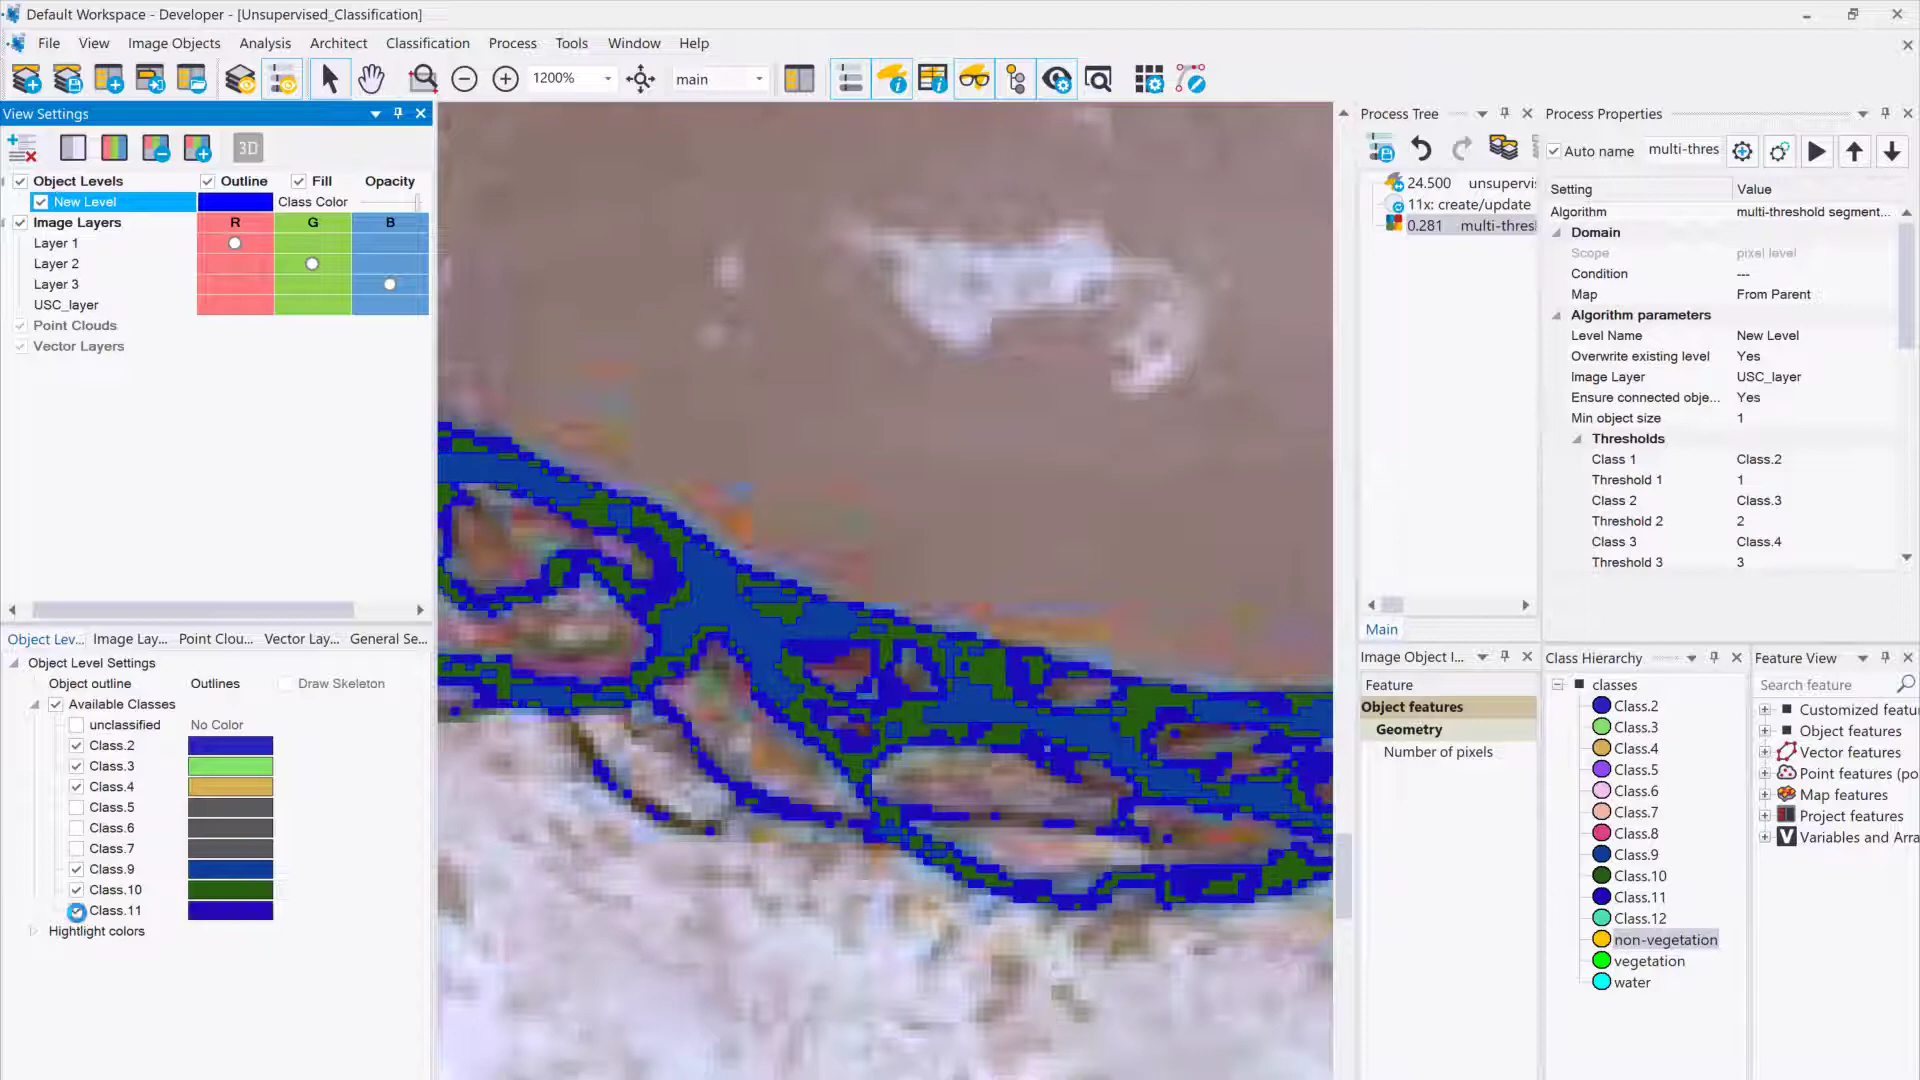 Default Workspace - Developer - [Unsupervised_Classification]
File View Image Objects Analysis Architect Classification Process Tools Window Help
1200% main
View Settings
3D
Object Levels Outline Fill Opacity
New Level Class Color
Image Layers R G B
Layer 1
Layer 2
Layer 3
USC_layer
Point Clouds
Vector Layers
Object Lev... Image Lay... Point Clou... Vector Lay... General Se...
Object Level Settings
Object outline Outlines Draw Skeleton
Available Classes
unclassified No Color
Class.2
Class.3
Class.4
Class.5
Class.6
Class.7
Class.9
Class.10
Class.11
Hightlight colors
Process Tree
24.500 unsupervis
11x: create/update
0.281 multi-thres
Main
Process Properties
Auto name multi-thres
Setting Value
Algorithm multi-threshold segment...
Domain
Scope pixel level
Condition ---
Map From Parent
Algorithm parameters
Level Name New Level
Overwrite existing level Yes
Image Layer USC_layer
Ensure connected obje... Yes
Min object size 1
Thresholds
Class 1 Class.2
Threshold 1 1
Class 2 Class.3
Threshold 2 2
Class 3 Class.4
Threshold 3 3
Image Object I...
Feature
Object features
Geometry
Number of pixels
Class Hierarchy
classes
Class.2
Class.3
Class.4
Class.5
Class.6
Class.7
Class.8
Class.9
Class.10
Class.11
Class.12
non-vegetation
vegetation
water
Feature View
Search feature
Customized featu
Object features
Vector features
Point features (po
Map features
Project features
Variables and Arra